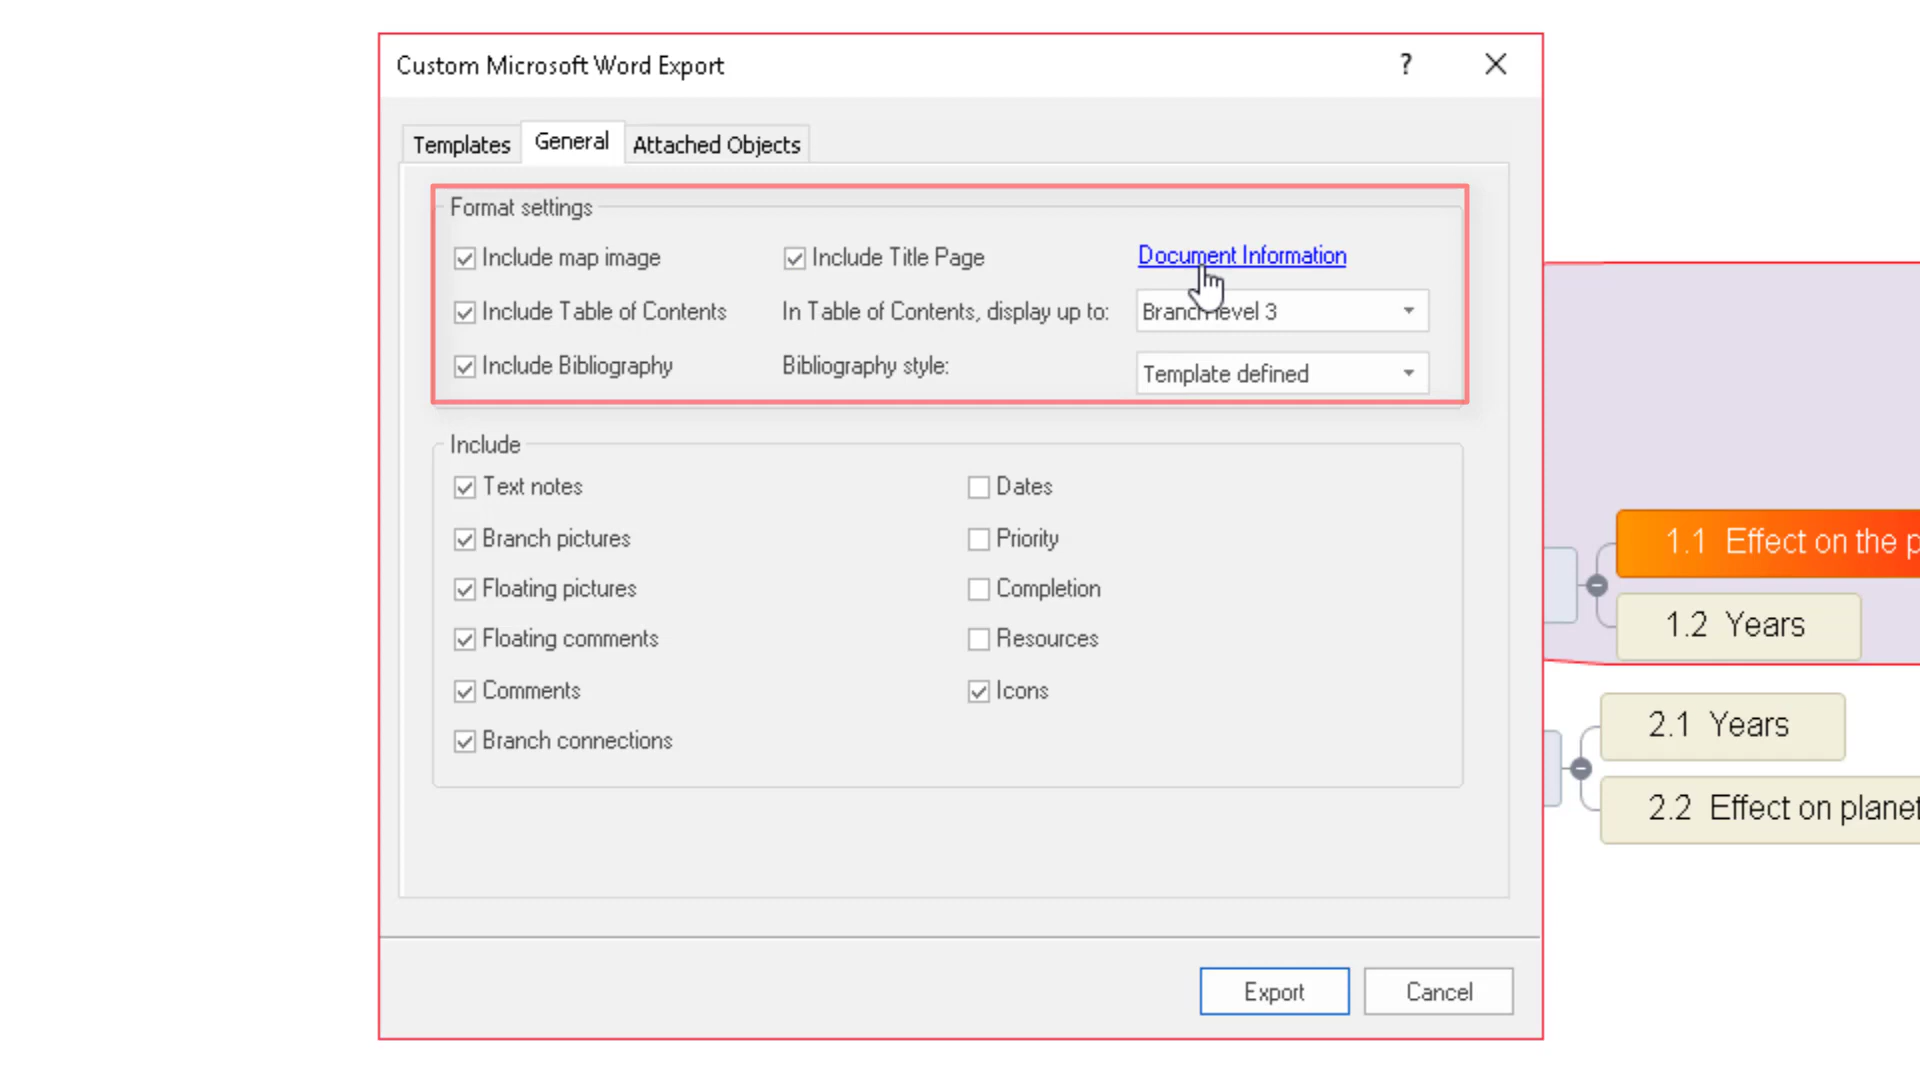 Custom Microsoft Word Export ?
Templates General Attached Objects
Format settings
Include map image Include Title Page Document Information
Include Table of Contents In Table of Contents, display up to: Branch level 3
Include Bibliography Bibliography style: Template defined
Include
Text notes Dates
Branch pictures Priority
Floating pictures Completion
Floating comments Resources
Comments Icons
Branch connections
Export Cancel
1.1 Effect on the p
1.2 Years
2.1 Years
2.2 Effect on planet